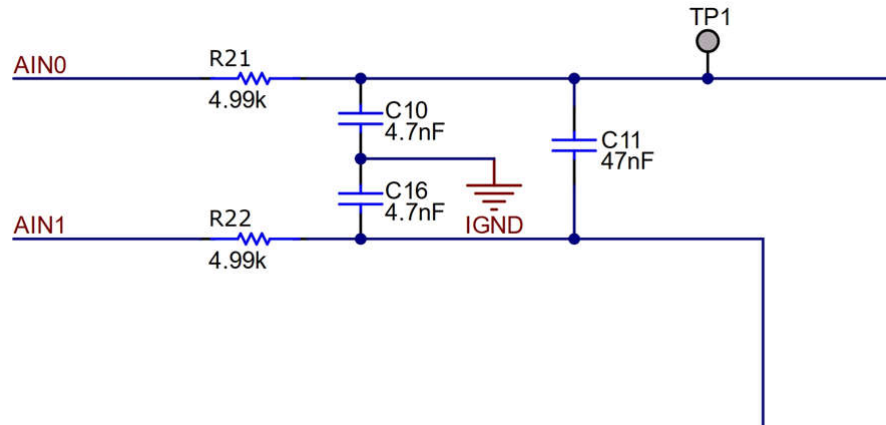 TP1
AIN0
R21
4.99k
C10
4.7nF
C11
47nF
C16
4.7nF
AIN1
R22
4.99k
IGND